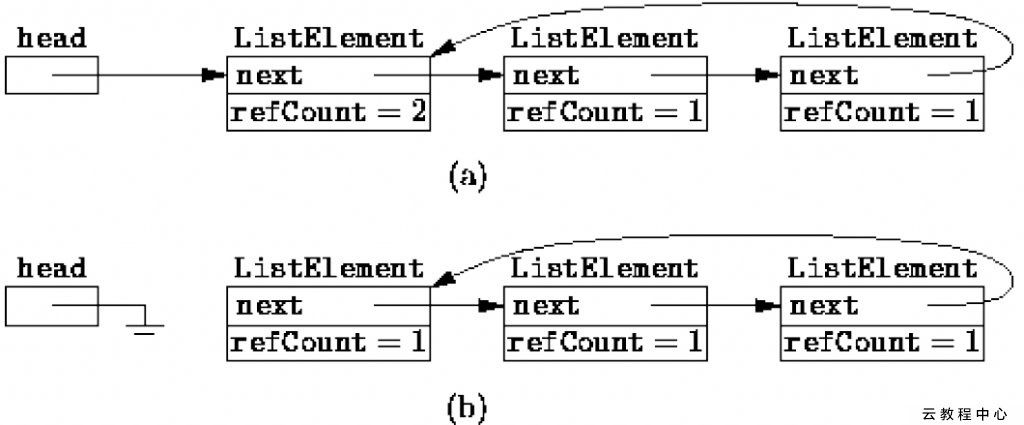 head ListElement ListElement ListElement
next next next
refCount = 2 refCount = 1 refCount = 1
(a)
head ListElement ListElement ListElement
next next next
refCount = 1 refCount = 1 refCount = 1
(b)
云教程中心